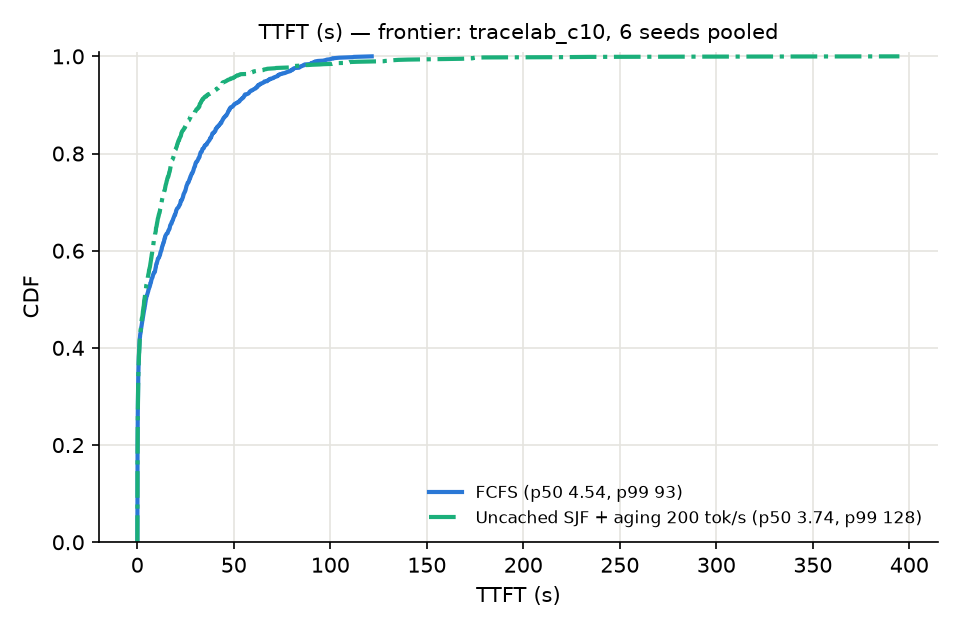 TTFT (s) — frontier: tracelab_c10, 6 seeds pooled
1.0
0.8
0.6
0.4
0.2
0.0
CDF
FCFS (p50 4.54, p99 93)
Uncached SJF + aging 200 tok/s (p50 3.74, p99 128)
0 50 100 150 200 250 300 350 400
TTFT (s)